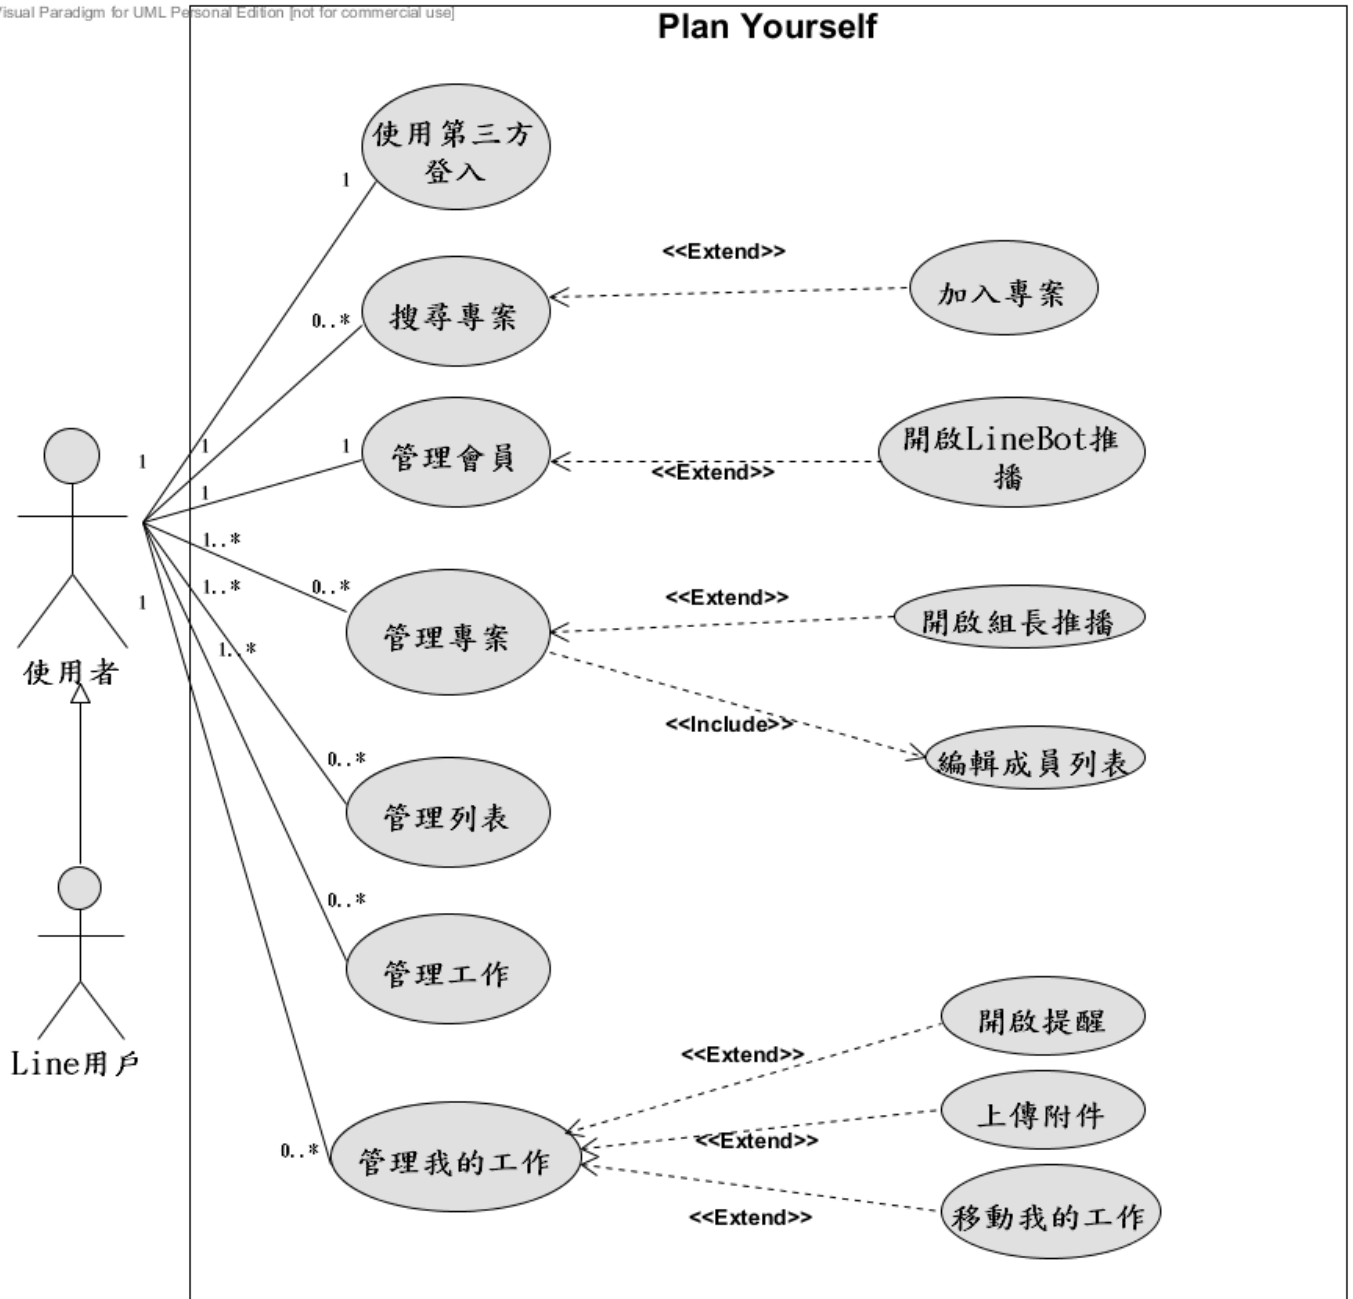 Visual Paradigm for UML Personal Edition [not for commercial use]
Plan Yourself
使用第三方
登入
1
<<Extend>>
加入專案
搜尋專案
0..*
1
1
1
管理會員
<<Extend>>
開啟LineBot推
播
1
1..*
0..*
<<Extend>>
開啟組長推播
1..*
1
管理專案
使用者
1..*
<<Include>>
編輯成員列表
0..*
管理列表
0..*
管理工作
Line用戶
開啟提醒
<<Extend>>
上傳附件
<<Extend>>
0..*
管理我的工作
移動我的工作
<<Extend>>